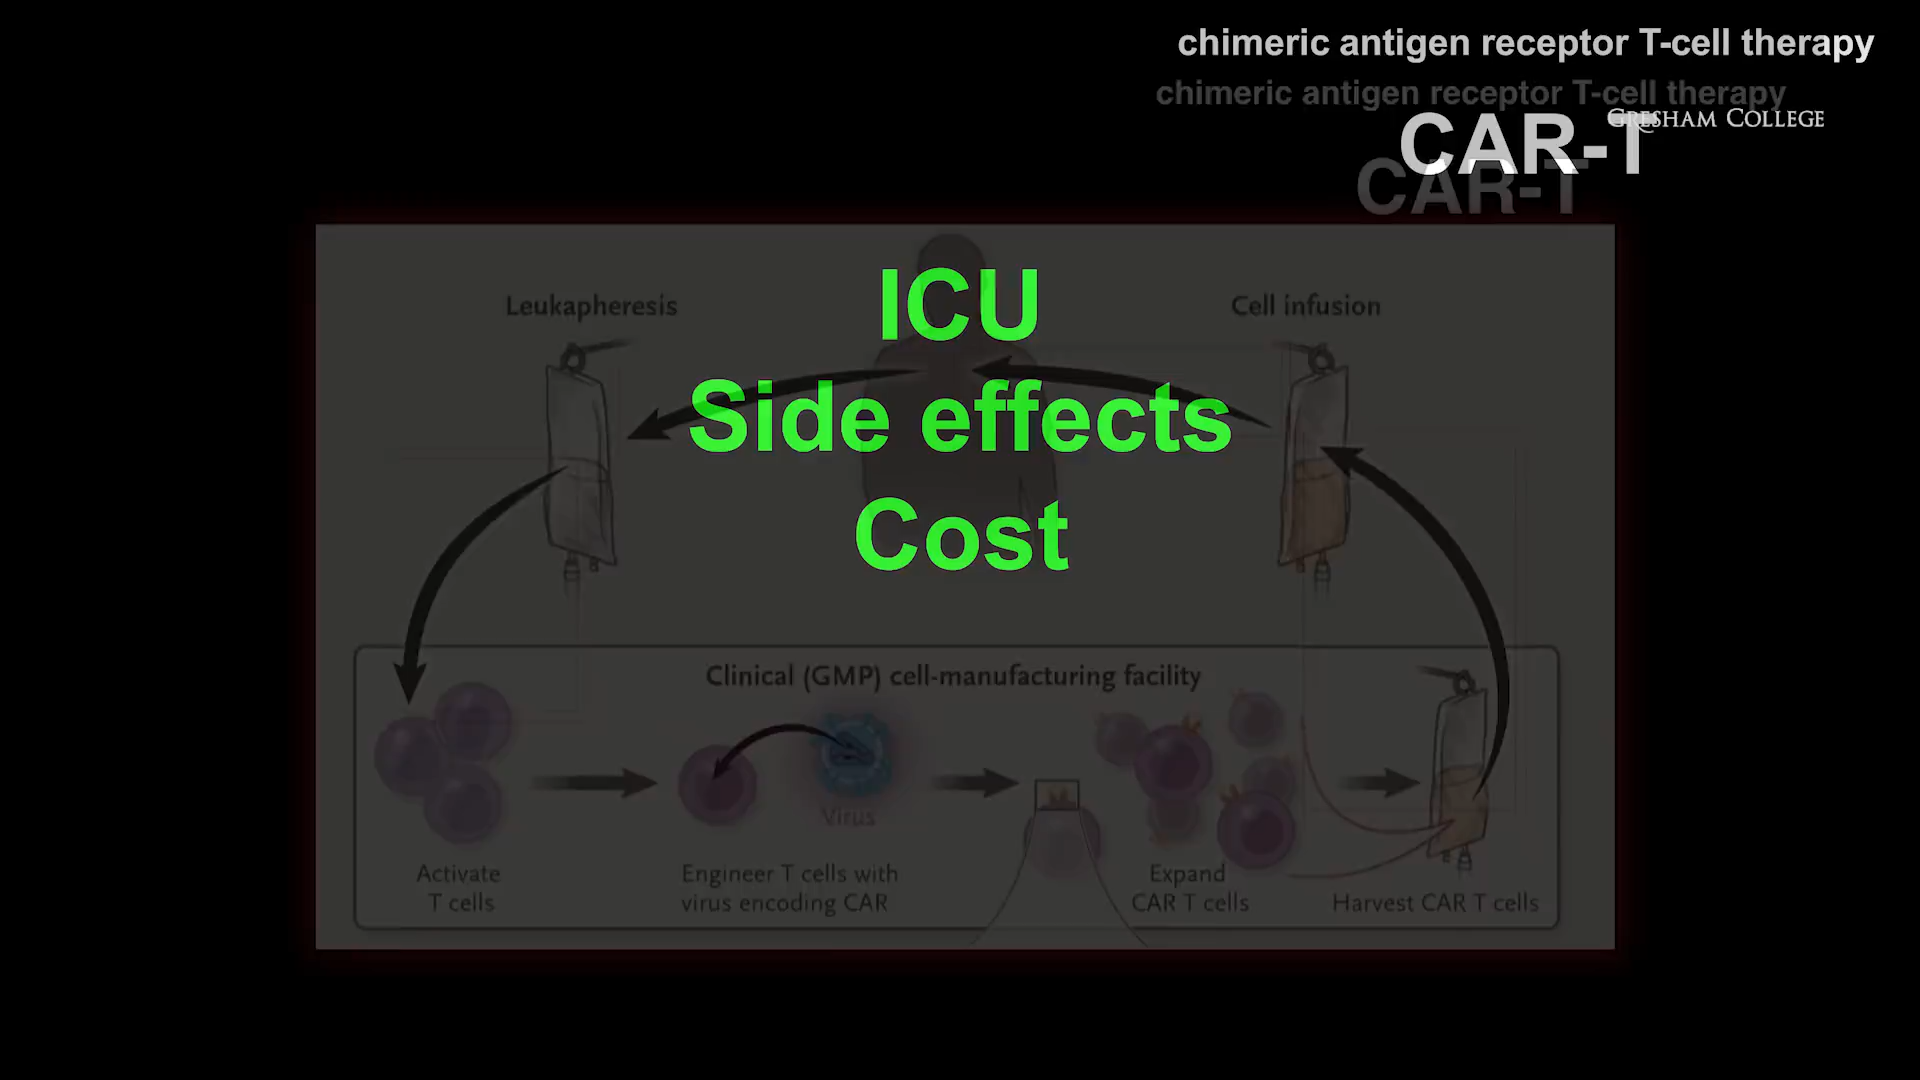 chimeric antigen receptor T-cell therapy
chimeric antigen receptor T-cell therapy
GRESHAM COLLEGE
CAR-T
CAR-T
ICU
Leukapheresis
Cell infusion
Side effects
Cost
Clinical (GMP) cell-manufacturing facility
Virus
Activate
T cells
Engineer T cells with
virus encoding CAR
Expand
CAR T cells
Harvest CAR T cells